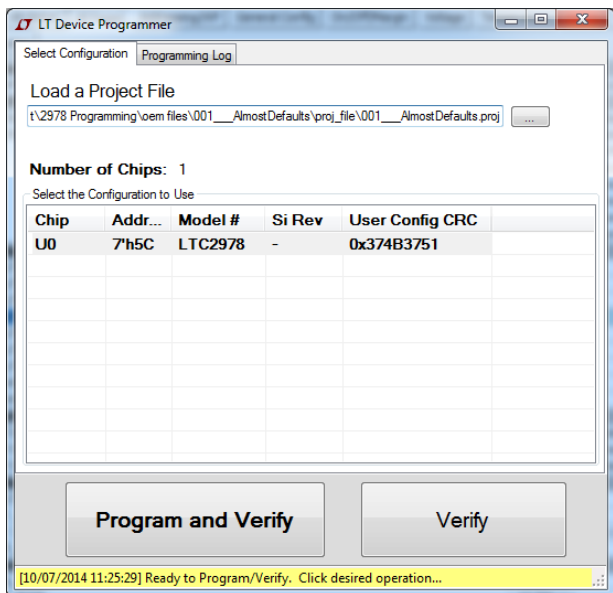 LT Device Programmer
Select Configuration Programming Log
Load a Project File
t\2978 Programming\oem files\001___AlmostDefaults\proj_file\001___AlmostDefaults.proj ...
Number of Chips: 1
Select the Configuration to Use
Chip Addr... Model # Si Rev User Config CRC
U0 7'h5C LTC2978 - 0x374B3751
Program and Verify Verify
[10/07/2014 11:25:29] Ready to Program/Verify. Click desired operation...